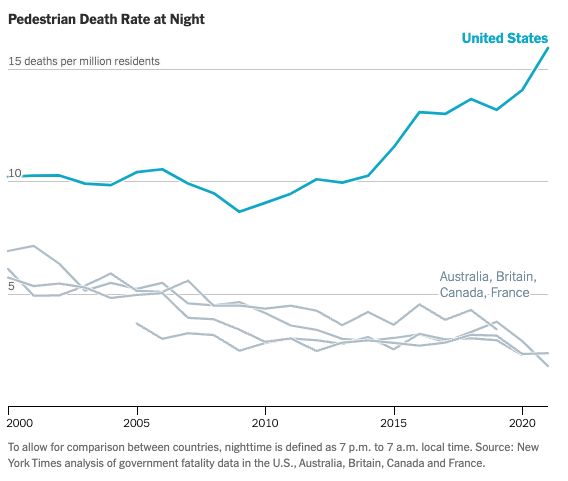 Pedestrian Death Rate at Night
United States
15 deaths per million residents
10
Australia, Britain,
Canada, France
5
2000 2005 2010 2015 2020
To allow for comparison between countries, nighttime is defined as 7 p.m. to 7 a.m. local time. Source: New
York Times analysis of government fatality data in the U.S., Australia, Britain, Canada and France.